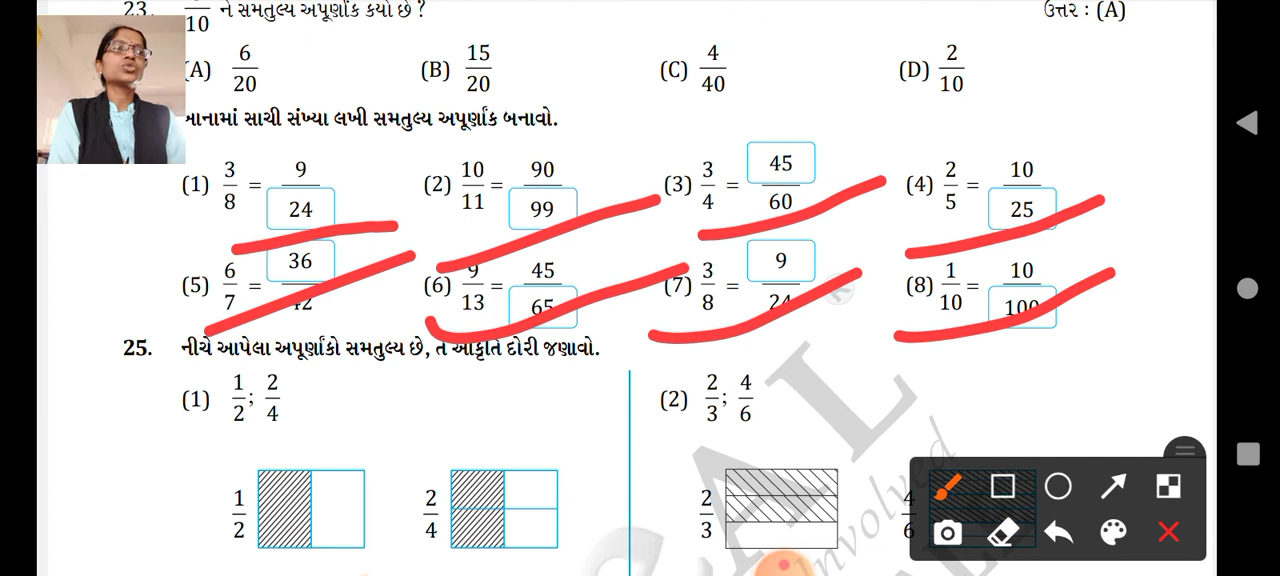 23. 10 ને સમતુલ્ય અપૂર્ણાંક કયો છે ? ઉત્તર : (A)
(A) 6/20 (B) 15/20 (C) 4/40 (D) 2/10
ખાનામાં સાચી સંખ્યા લખી સમતુલ્ય અપૂર્ણાંક બનાવો.
(1) 3/8 = 9/24 (2) 10/11 = 90/99 (3) 3/4 = 45/60 (4) 2/5 = 10/25
(5) 6/7 = 36/42 (6) 9/13 = 45/65 (7) 3/8 = 9/24 (8) 1/10 = 10/100
25. નીચે આપેલા અપૂર્ણાંકો સમતુલ્ય છે, તે આકૃતિ દોરી જણાવો.
(1) 1/2; 2/4 (2) 2/3; 4/6
1/2 2/4 2/3 4/6
Involved